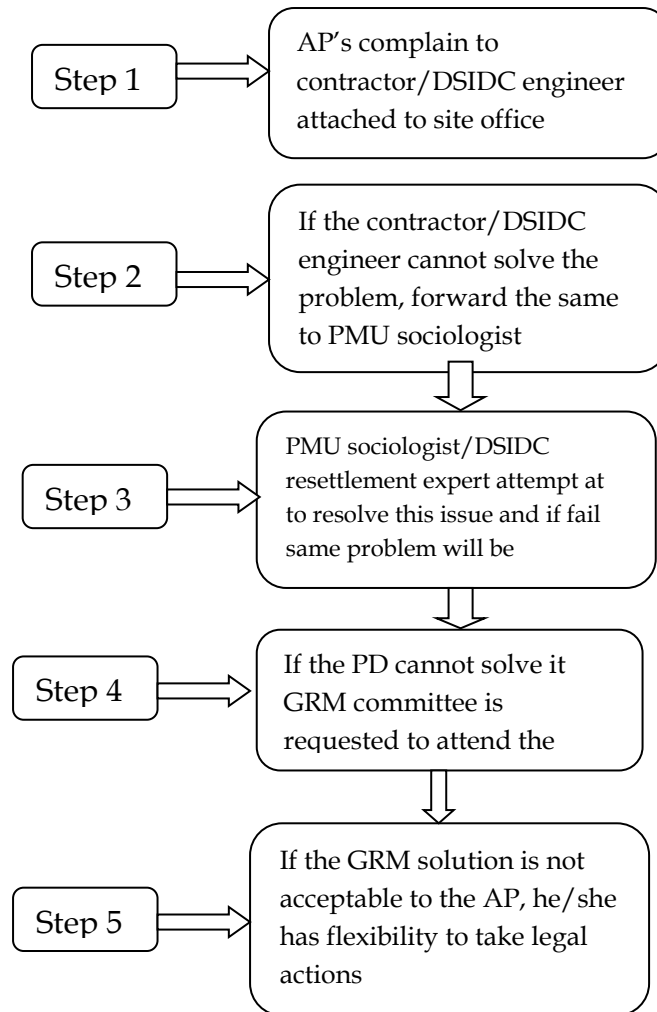 Step 1
AP's complain to
contractor/DSIDC engineer
attached to site office
Step 2
If the contractor/DSIDC
engineer cannot solve the
problem, forward the same
to PMU sociologist
Step 3
PMU sociologist/DSIDC
resettlement expert attempt at
to resolve this issue and if fail
same problem will be
Step 4
If the PD cannot solve it
GRM committee is
requested to attend the
Step 5
If the GRM solution is not
acceptable to the AP, he/she
has flexibility to take legal
actions